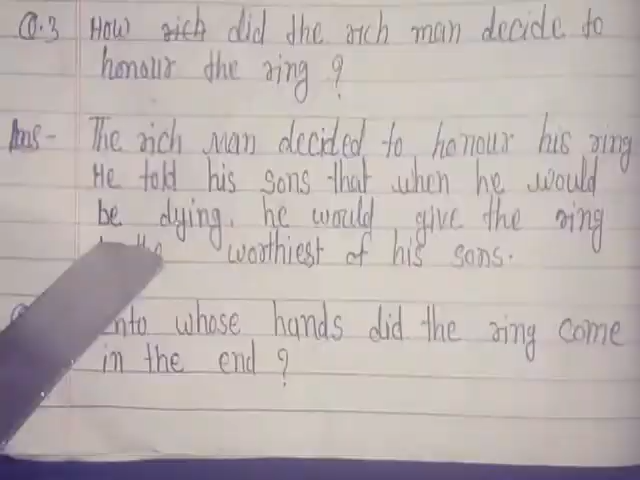 Q.3 How rich did the rich man decide to
honour the ring ?
Ans- The rich man decided to honour his ring
He told his sons that when he would
be dying, he would give the ring
worthiest of his sons.
whose hands did the ring come
in the end ?